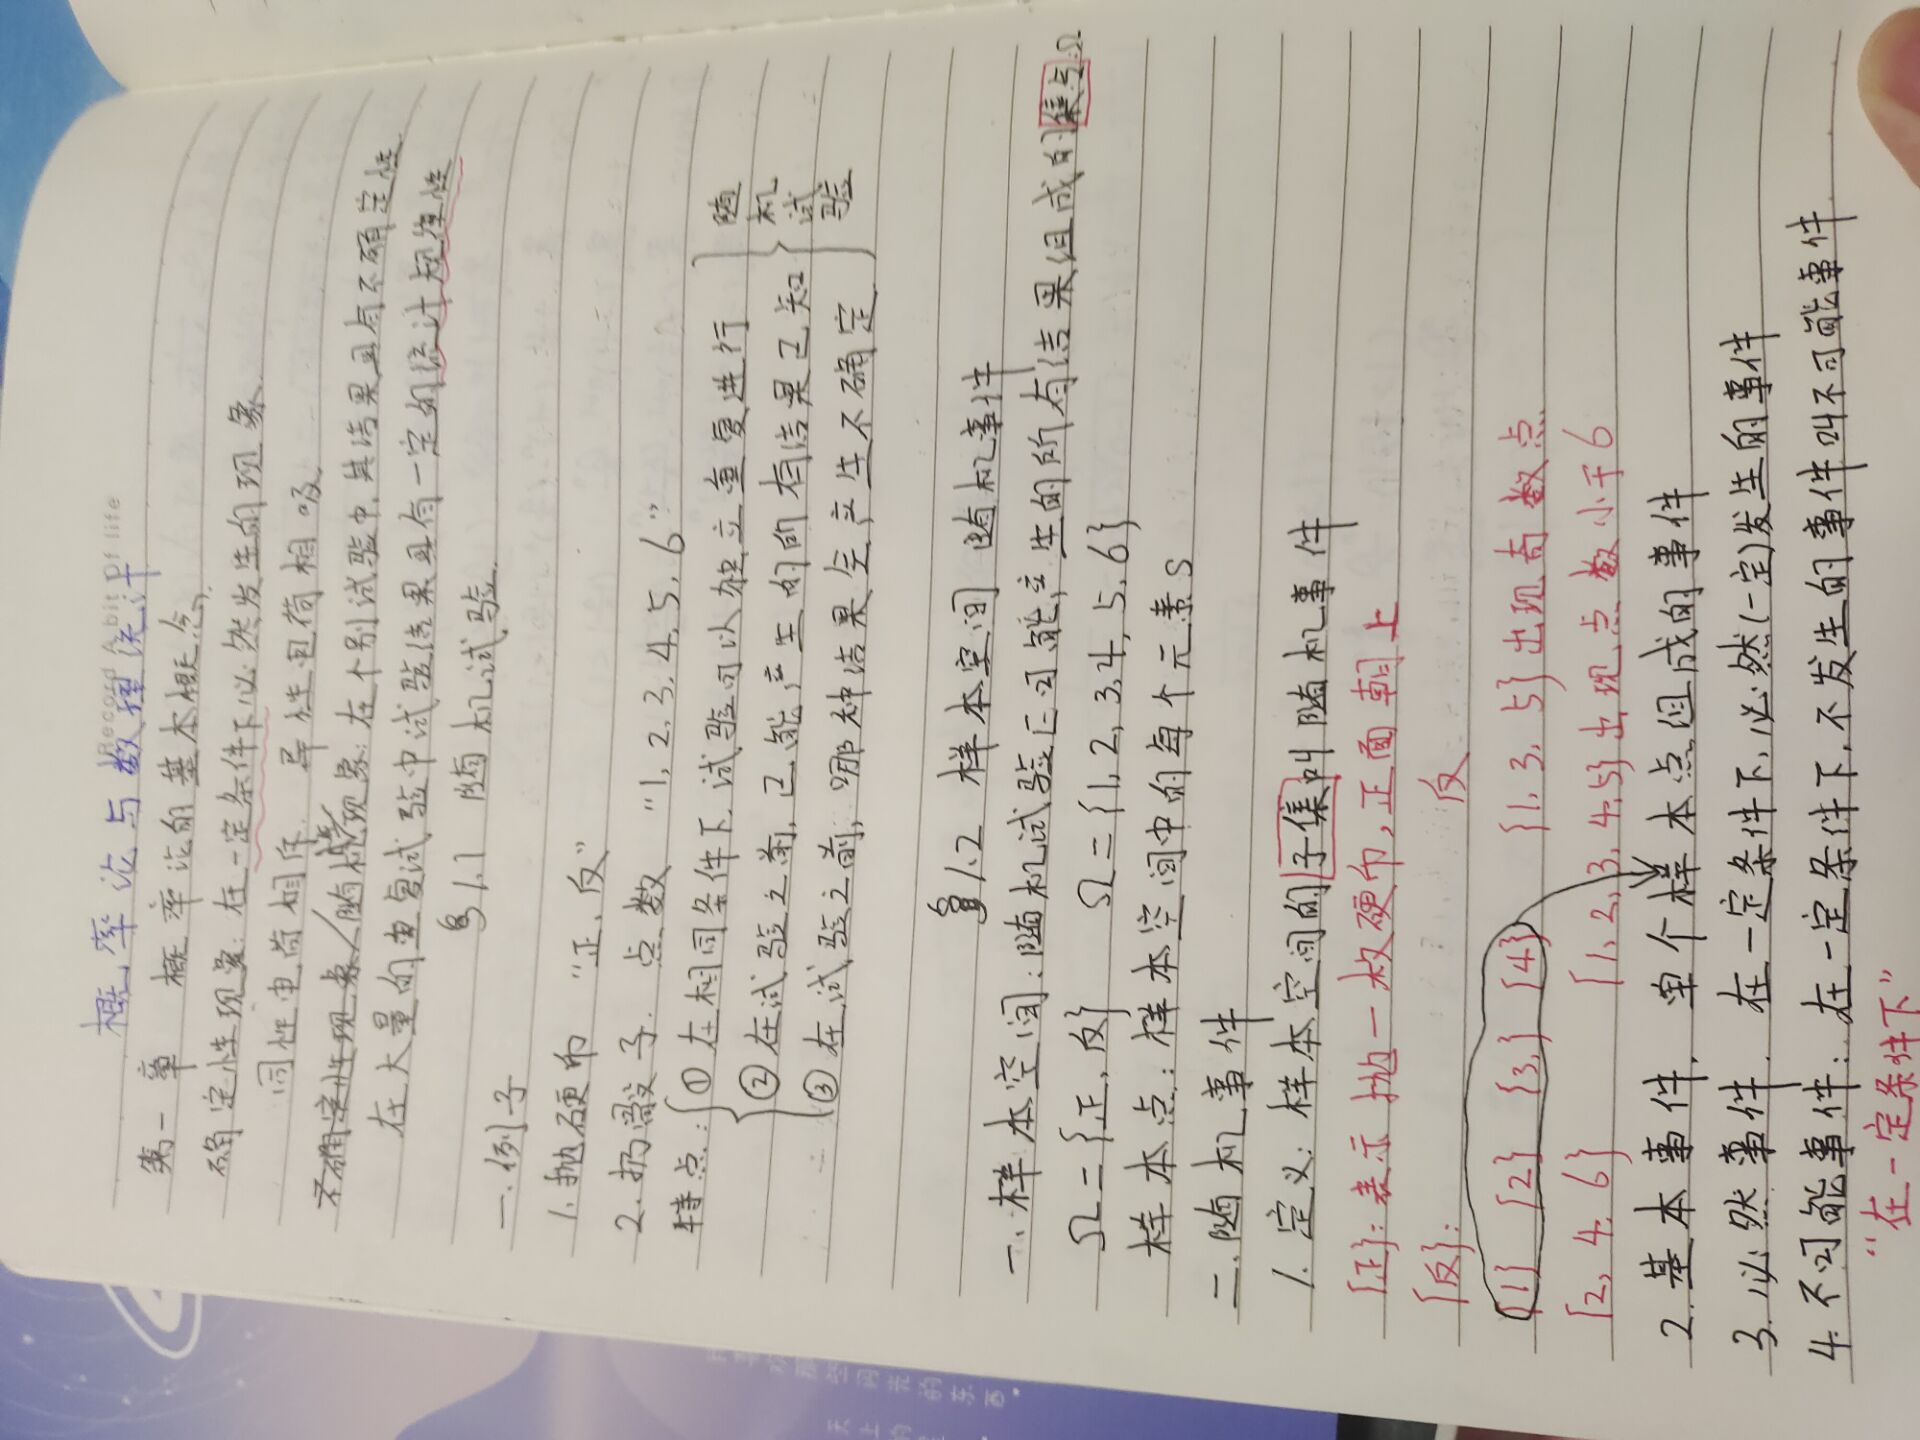 Record A bit of life
概率论与数理统计
第一章 概率论的基本概念
确定性现象:在一定条件下必然发生的现象
同性电荷相斥 异性电荷相吸
不确定性现象/随机现象:在个别试验中其结果具有不确定性
在大量的重复试验中试验结果具有一定的统计规律性
§1.1 随机试验
一.例子
1.抛硬币 “正,反”
2.扔骰子.点数 “1,2,3,4,5,6”
特点:①在相同条件下,试验可以独立重复进行
②在试验之前,已能产生的所有结果已知
③在试验之前,哪种结果会产生不确定
随机试验
§1.2 样本空间 随机事件
一.样本空间:随机试验E可能产生的所有结果组成的集合:Ω
Ω={正,反} Ω={1,2,3,4,5,6}
样本点:样本空间中的每个元素S
二.随机事件
1.定义:样本空间的子集叫随机事件
{正}:表示抛一枚硬币,正面朝上
{反}: 反
{1} {2} {3} {4} {1,3,5}出现奇数点
{2,4,6} {1,2,3,4,5}出现点数小于6
2.基本事件.单个样本点组成的事件
3.必然事件.在一定条件下,必然(一定)发生的事件
4.不可能事件:在一定条件下,不发生的事件叫不可能事件
“在一定条件下”